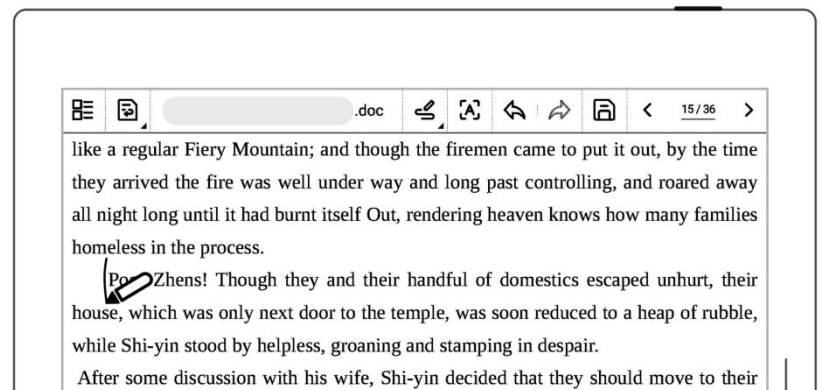 .doc 15 / 36
like a regular Fiery Mountain; and though the firemen came to put it out, by the time
they arrived the fire was well under way and long past controlling, and roared away
all night long until it had burnt itself Out, rendering heaven knows how many families
homeless in the process.
Zhens! Though they and their handful of domestics escaped unhurt, their
house, which was only next door to the temple, was soon reduced to a heap of rubble,
while Shi-yin stood by helpless, groaning and stamping in despair.
After some discussion with his wife, Shi-yin decided that they should move to their